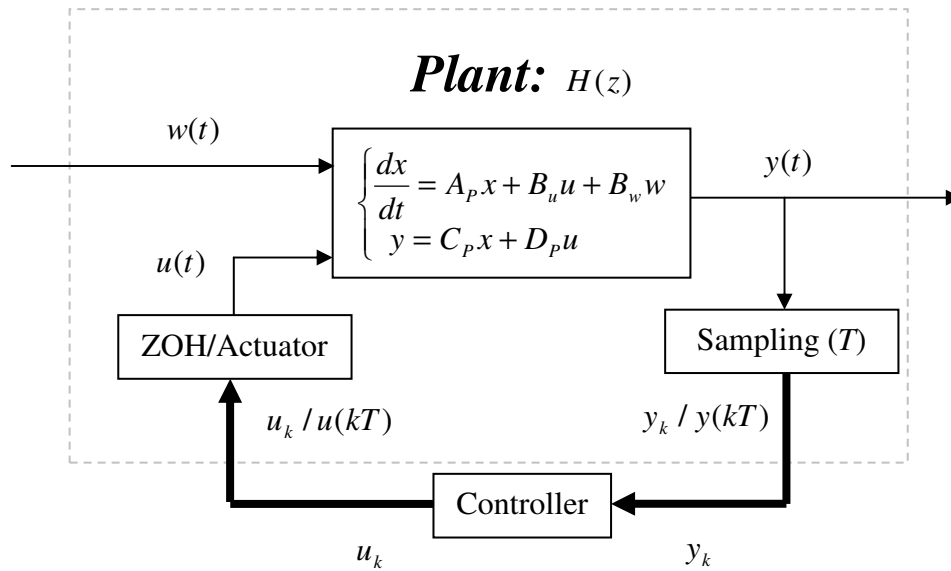 Plant: H(z)
w(t)
dx/dt = A_P x + B_u u + B_w w
y = C_P x + D_P u
y(t)
u(t)
ZOH/Actuator
Sampling (T)
u_k / u(kT)
y_k / y(kT)
Controller
u_k
y_k